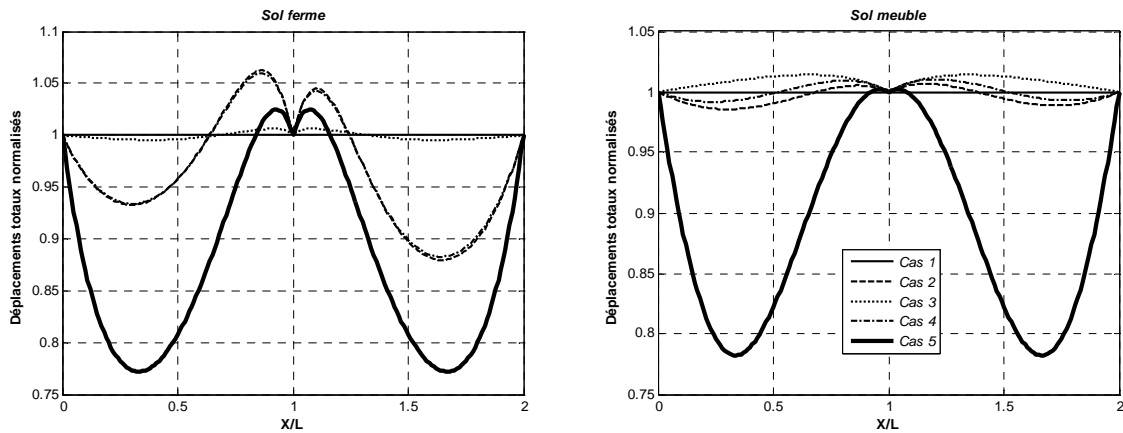 Sol ferme
1.1
1.05
1
0.95
0.9
0.85
0.8
0.75
Déplacements totaux normalisés
0 0.5 1 1.5 2
X/L
Sol meuble
1.05
1
0.95
0.9
0.85
0.8
0.75
Déplacements totaux normalisés
Cas 1
Cas 2
Cas 3
Cas 4
Cas 5
0 0.5 1 1.5 2
X/L